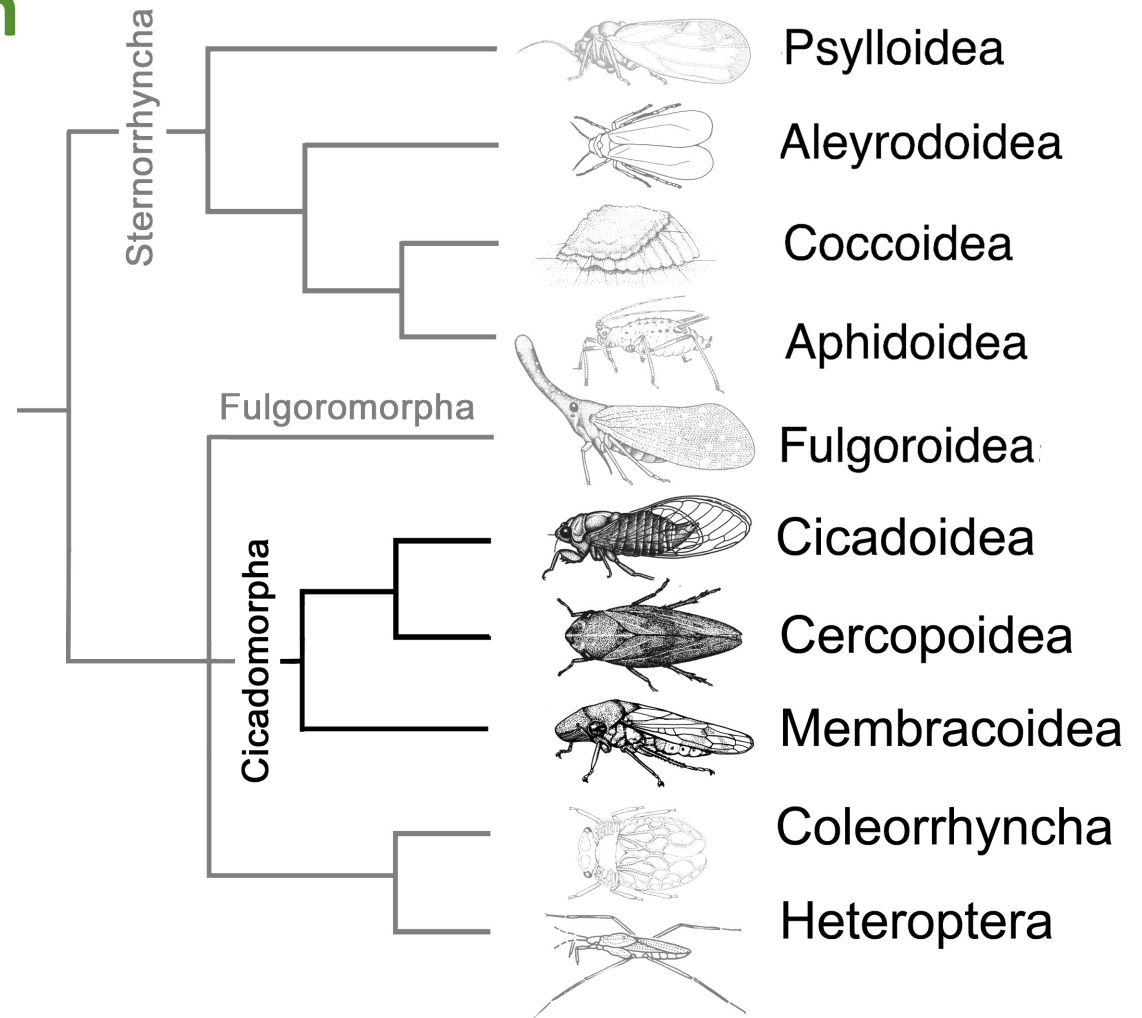 Sternorrhyncha
Psylloidea
Aleyrodoidea
Coccoidea
Aphidoidea
Fulgoromorpha
Fulgoroidea
Cicadomorpha
Cicadoidea
Cercopoidea
Membracoidea
Coleorrhyncha
Heteroptera